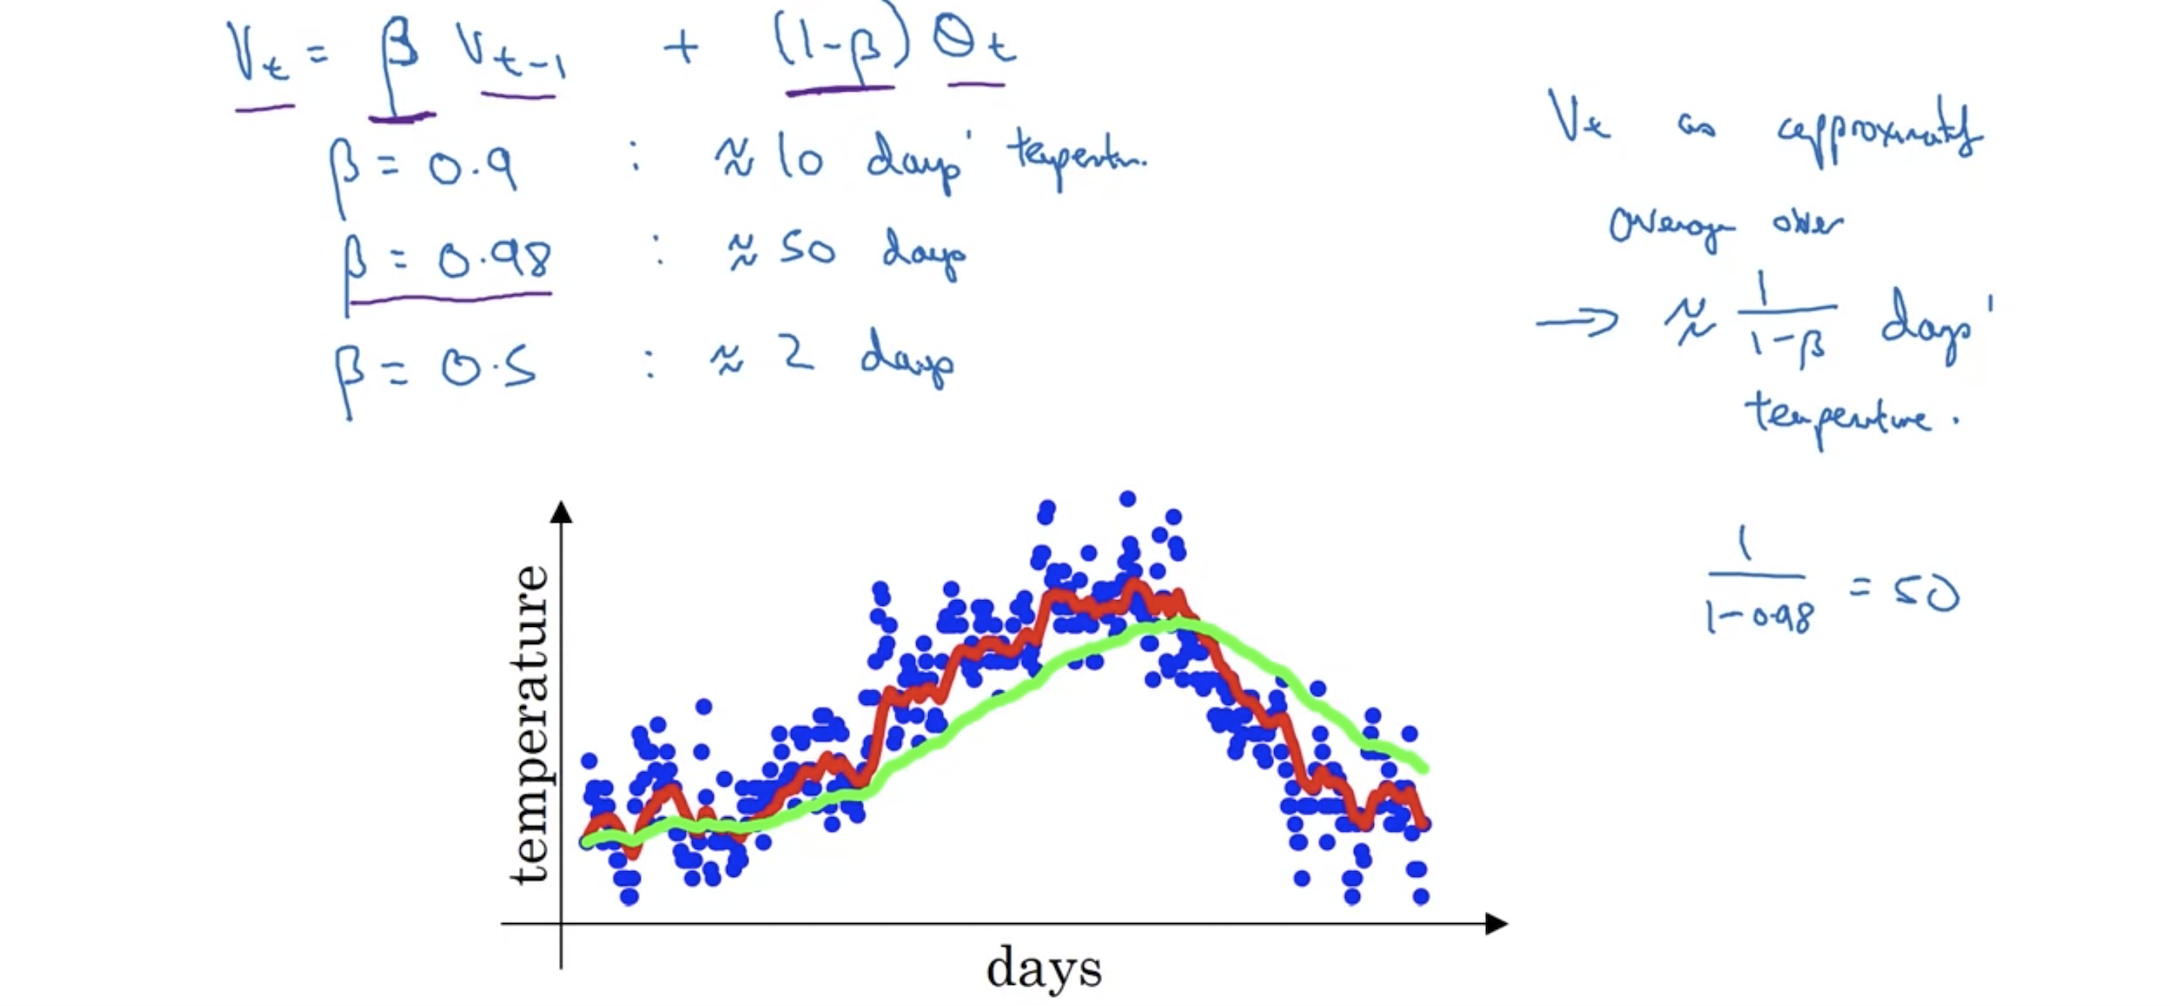 Vt = β Vt-1 + (1-β) θt
β = 0.9 : ≈ 10 days' temperatur.
β = 0.98 : ≈ 50 days
β = 0.5 : ≈ 2 days
Vt as approximately
average over
→ ≈ 1/(1-β) days'
temperature.
1/(1-0.98) = 50
temperature
days